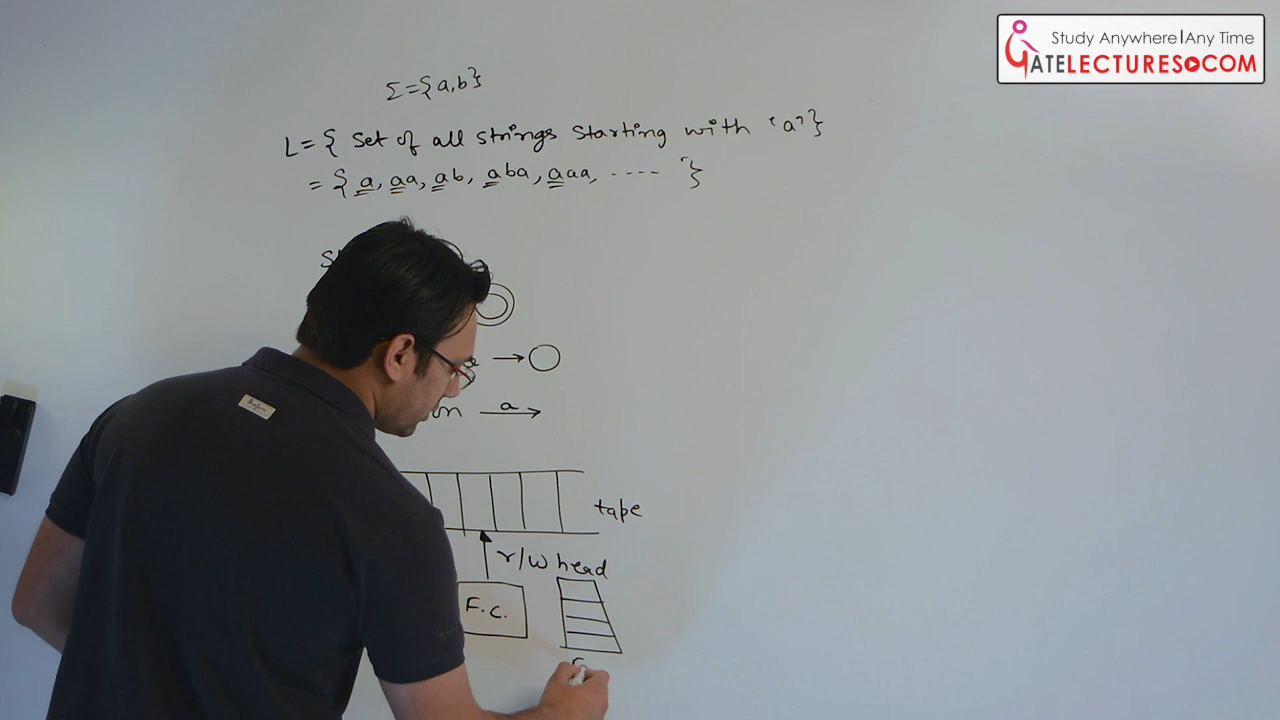 Study Anywhere|Any Time
GATELECTURES.COM
Σ={a,b}
L={ Set of all strings starting with 'a'}
= { a, aa, ab, aba, aaa, ---- }
a
tape
r/w head
F.C.